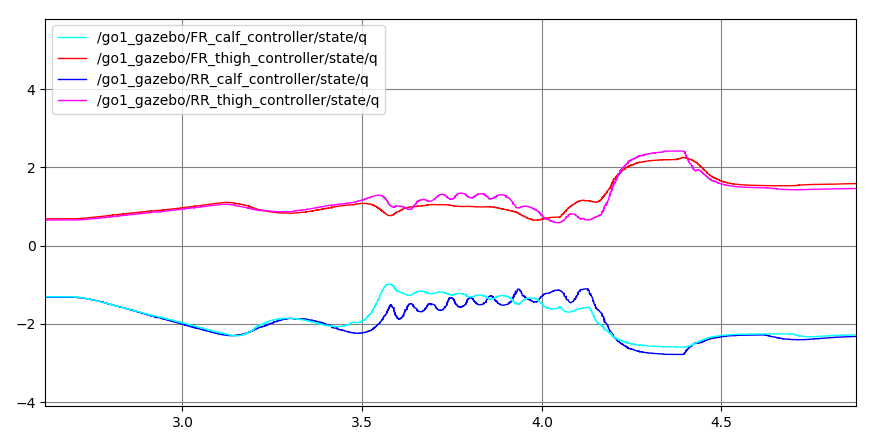 /go1_gazebo/FR_calf_controller/state/q
/go1_gazebo/FR_thigh_controller/state/q
/go1_gazebo/RR_calf_controller/state/q
/go1_gazebo/RR_thigh_controller/state/q
4
2
0
−2
−4
3.0 3.5 4.0 4.5